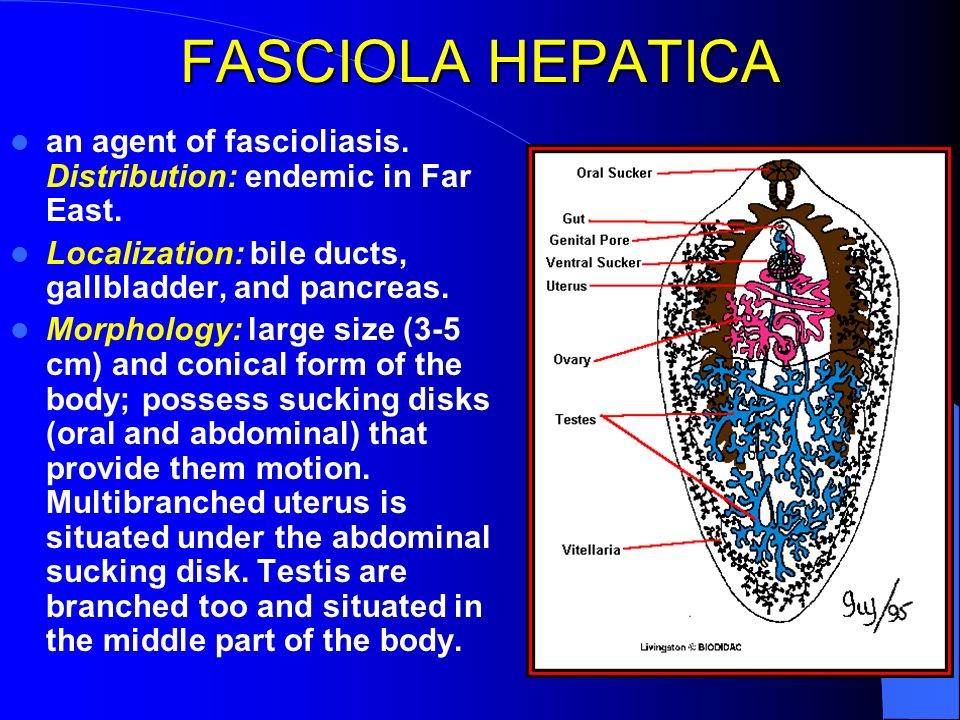 FASCIOLA HEPATICA
an agent of fascioliasis.
Distribution: endemic in Far
East.
Localization: bile ducts,
gallbladder, and pancreas.
Morphology: large size (3-5
cm) and conical form of the
body; possess sucking disks
(oral and abdominal) that
provide them motion.
Multibranched uterus is
situated under the abdominal
sucking disk. Testis are
branched too and situated in
the middle part of the body.
Oral Sucker
Gut
Genital Pore
Ventral Sucker
Uterus
Ovary
Testes
Vitellaria
Livingston © BIODIDAC